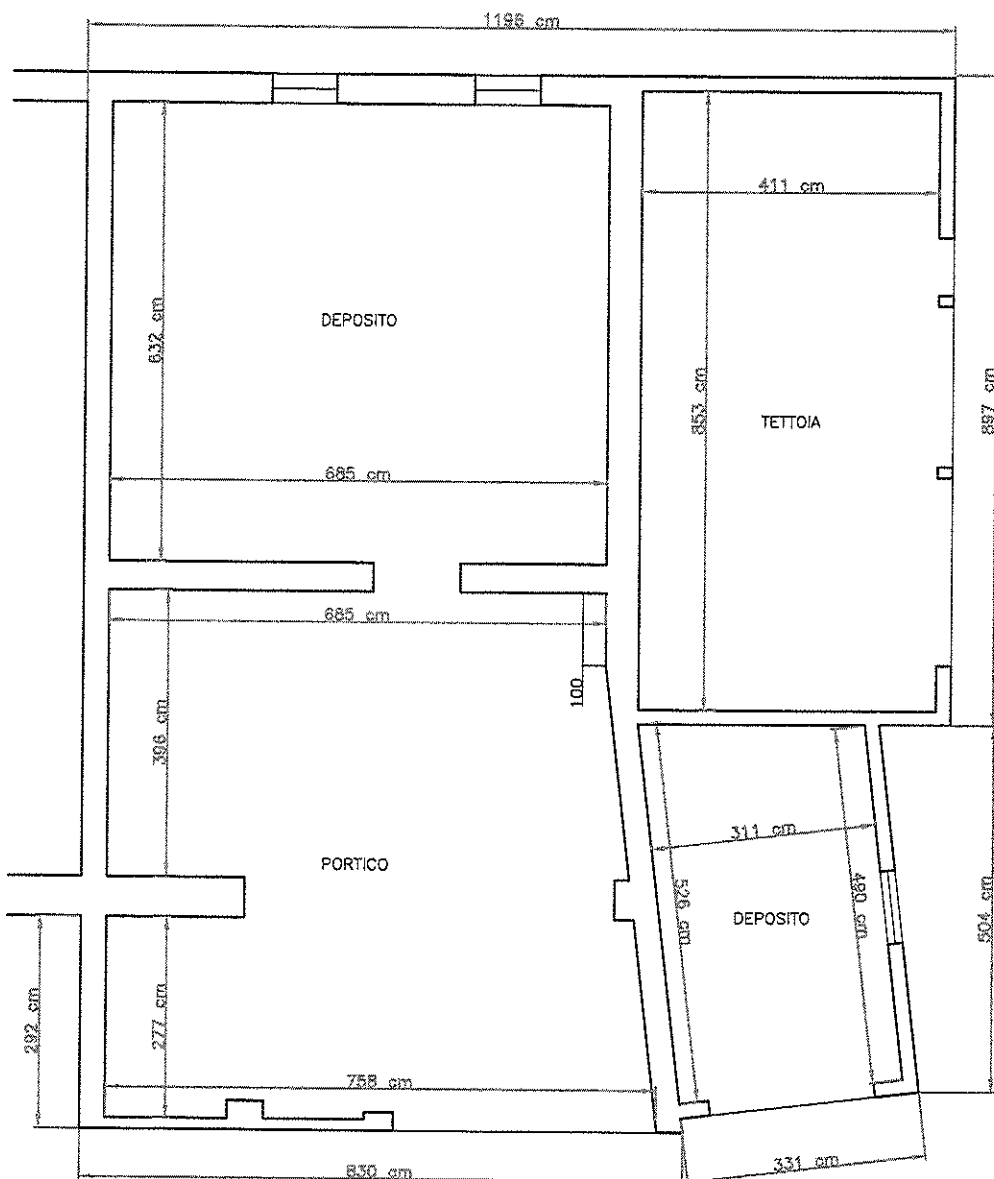 1196 cm
411 cm
632 cm
DEPOSITO
853 cm
897 cm
TETTOIA
685 cm
685 cm
100
396 cm
311 cm
PORTICO
526 cm
490 cm
DEPOSITO
504 cm
292 cm
277 cm
758 cm
830 cm
331 cm